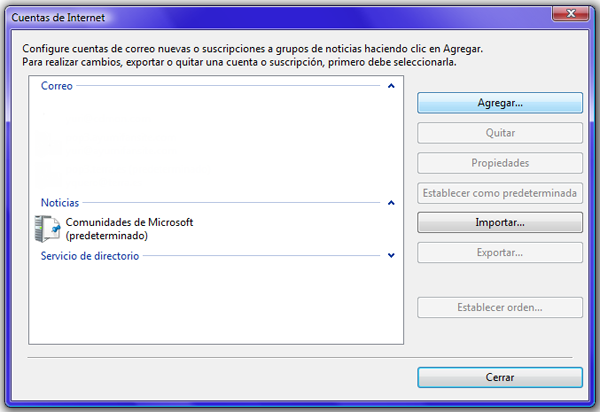 Cuentas de Internet
Configure cuentas de correo nuevas o suscripciones a grupos de noticias haciendo clic en Agregar.
Para realizar cambios, exportar o quitar una cuenta o suscripción, primero debe seleccionarla.
Correo
Noticias
Comunidades de Microsoft
(predeterminado)
Servicio de directorio
Agregar...
Quitar
Propiedades
Establecer como predeterminada
Importar...
Exportar...
Establecer orden...
Cerrar